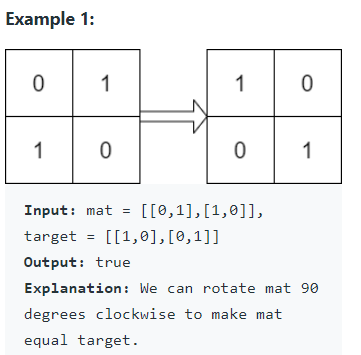 Example 1:
0 1 1 0
1 0 0 1
Input: mat = [[0,1],[1,0]],
target = [[1,0],[0,1]]
Output: true
Explanation: We can rotate mat 90
degrees clockwise to make mat
equal target.